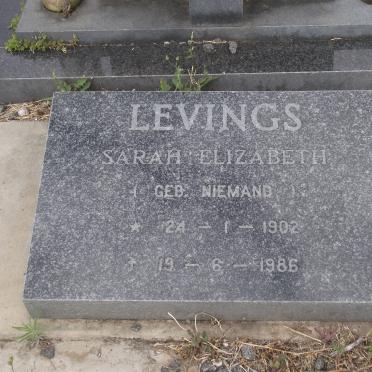 LEVINGS
SARAH ELIZABETH
( GEB. NIEMAND )
★ 24 – 1 – 1902
† 19 – 6 – 1986